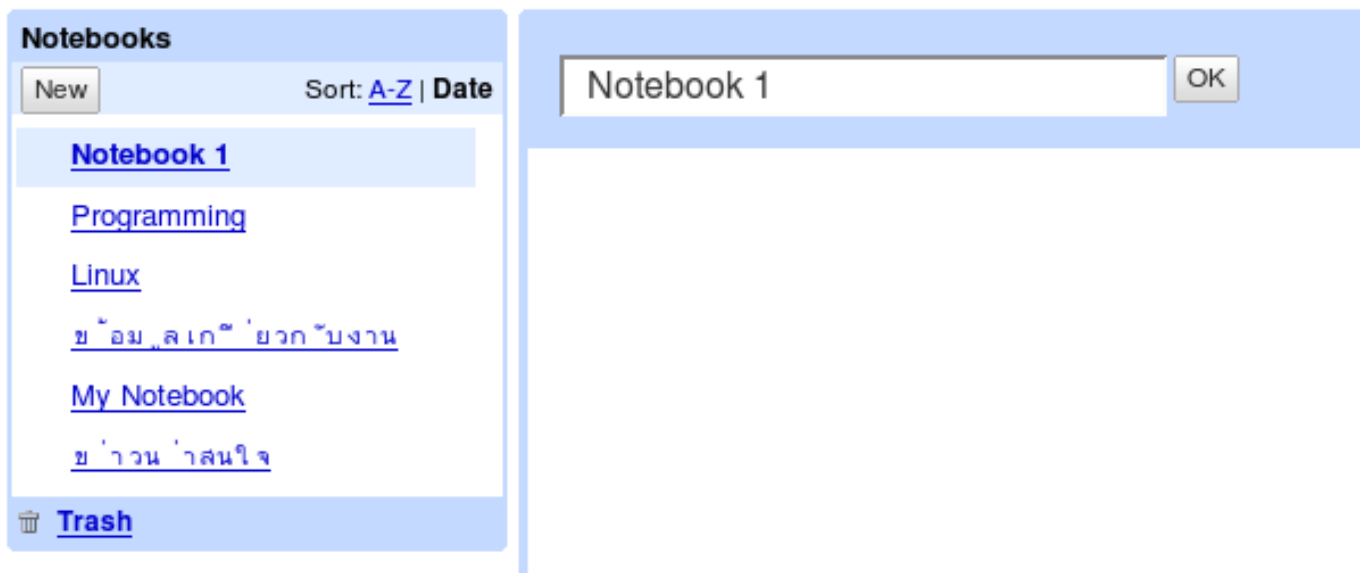 Notebooks
New Sort: A-Z | Date
Notebook 1
Programming
Linux
ข้อมูลเกี่ยวกับงาน
My Notebook
ข่าวน่าสนใจ
Trash
Notebook 1 OK